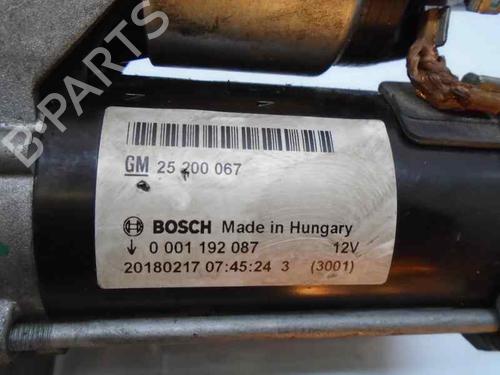 B-PARTS
GM 25 200 067
BOSCH Made in Hungary
0 001 192 087 12V
20180217 07:45:24 3 (3001)